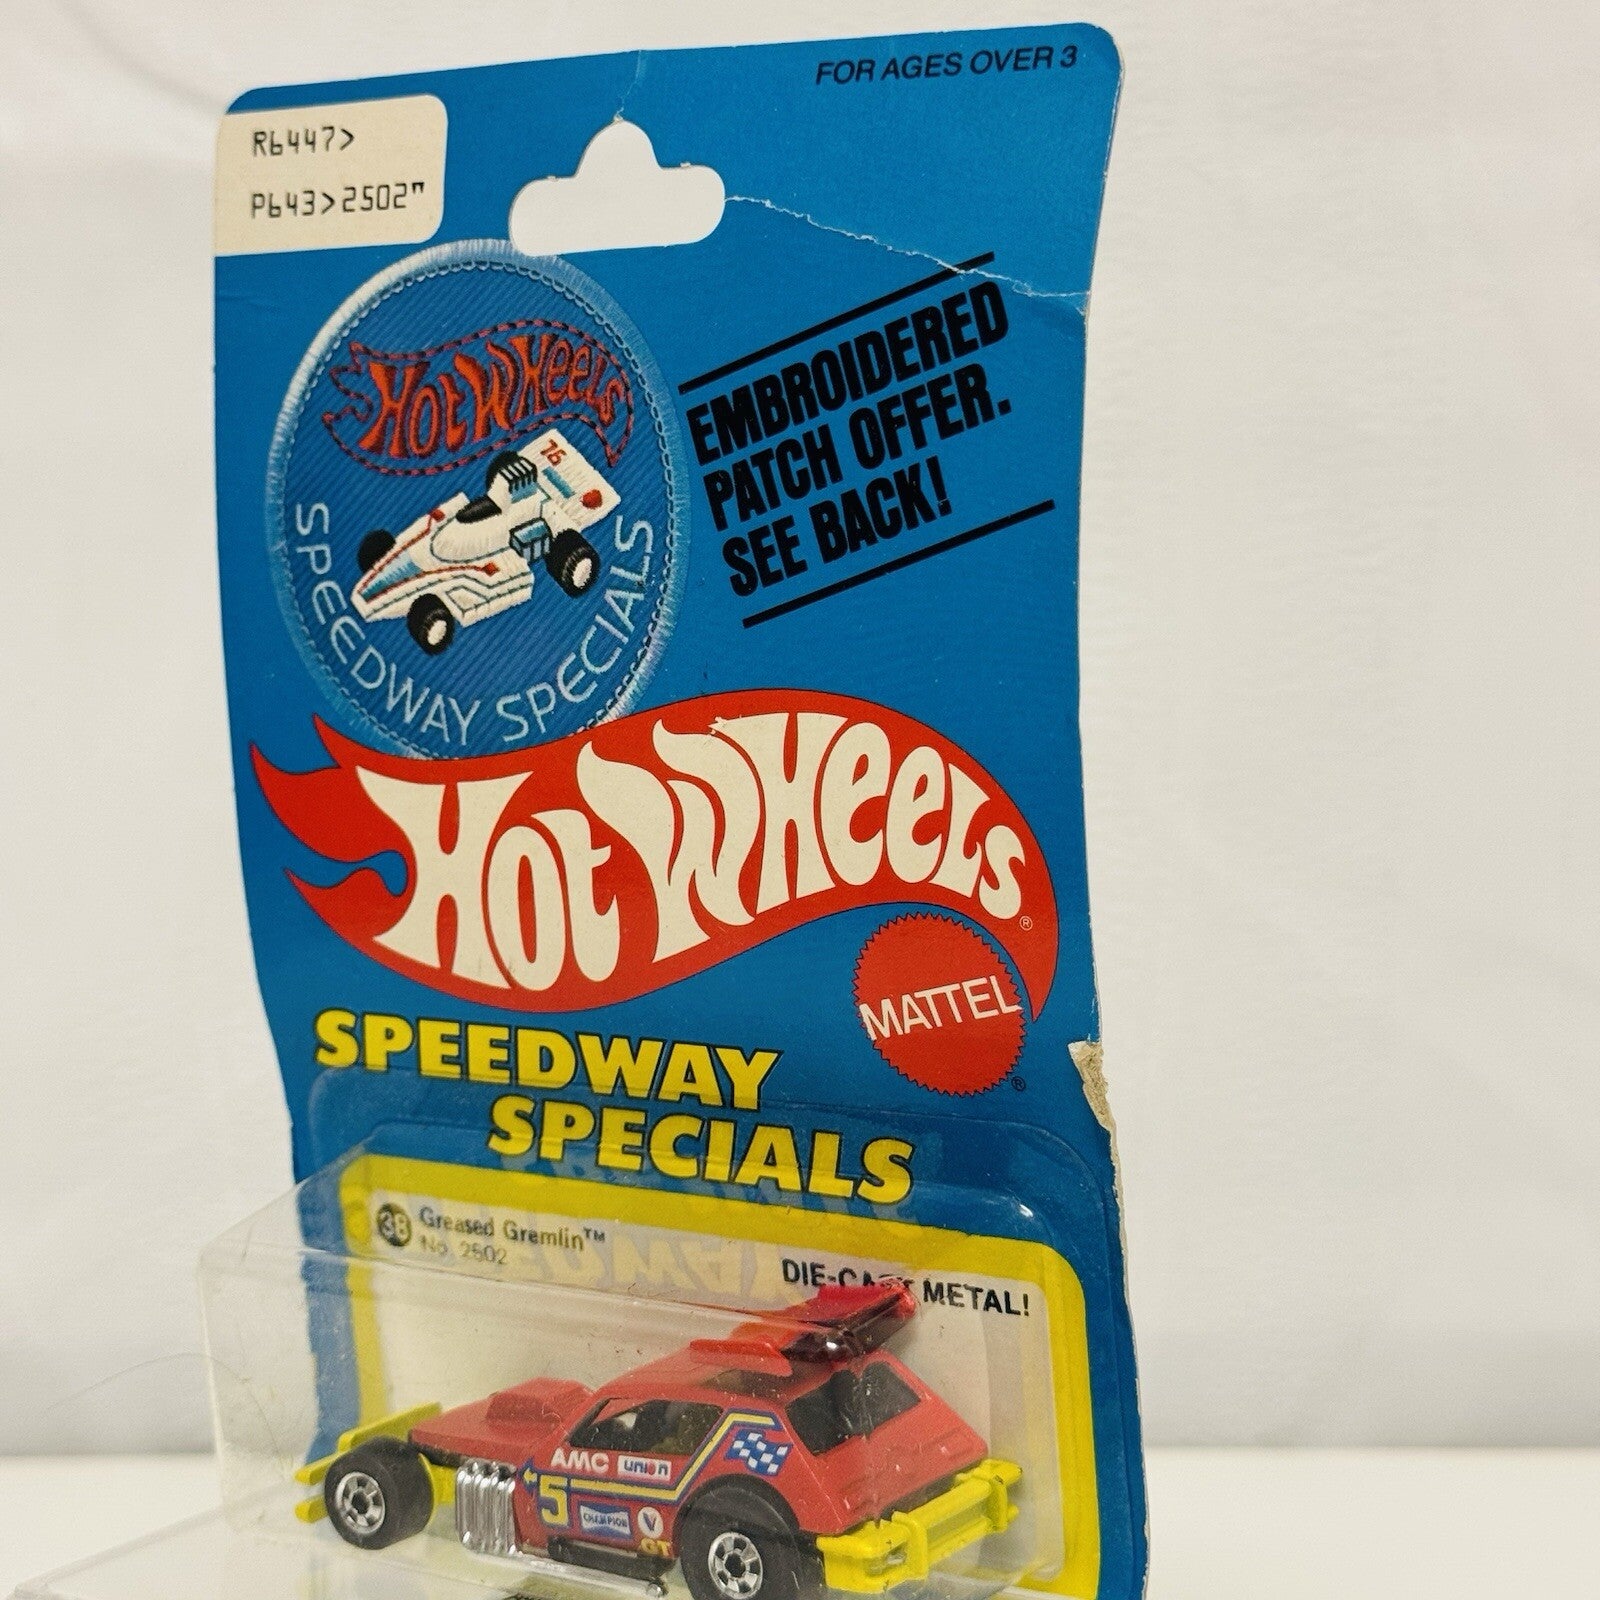 FOR AGES OVER 3
R6447>
P643>2502"
HOT WHEELS
76
SPEEDWAY SPECIALS
EMBROIDERED
PATCH OFFER.
SEE BACK!
HOT WHEELS®
MATTEL®
SPEEDWAY
SPECIALS
38 Greased Gremlin™
No. 2502
DIE-CAST METAL!
AMC union
5
CHAMPION V
GT